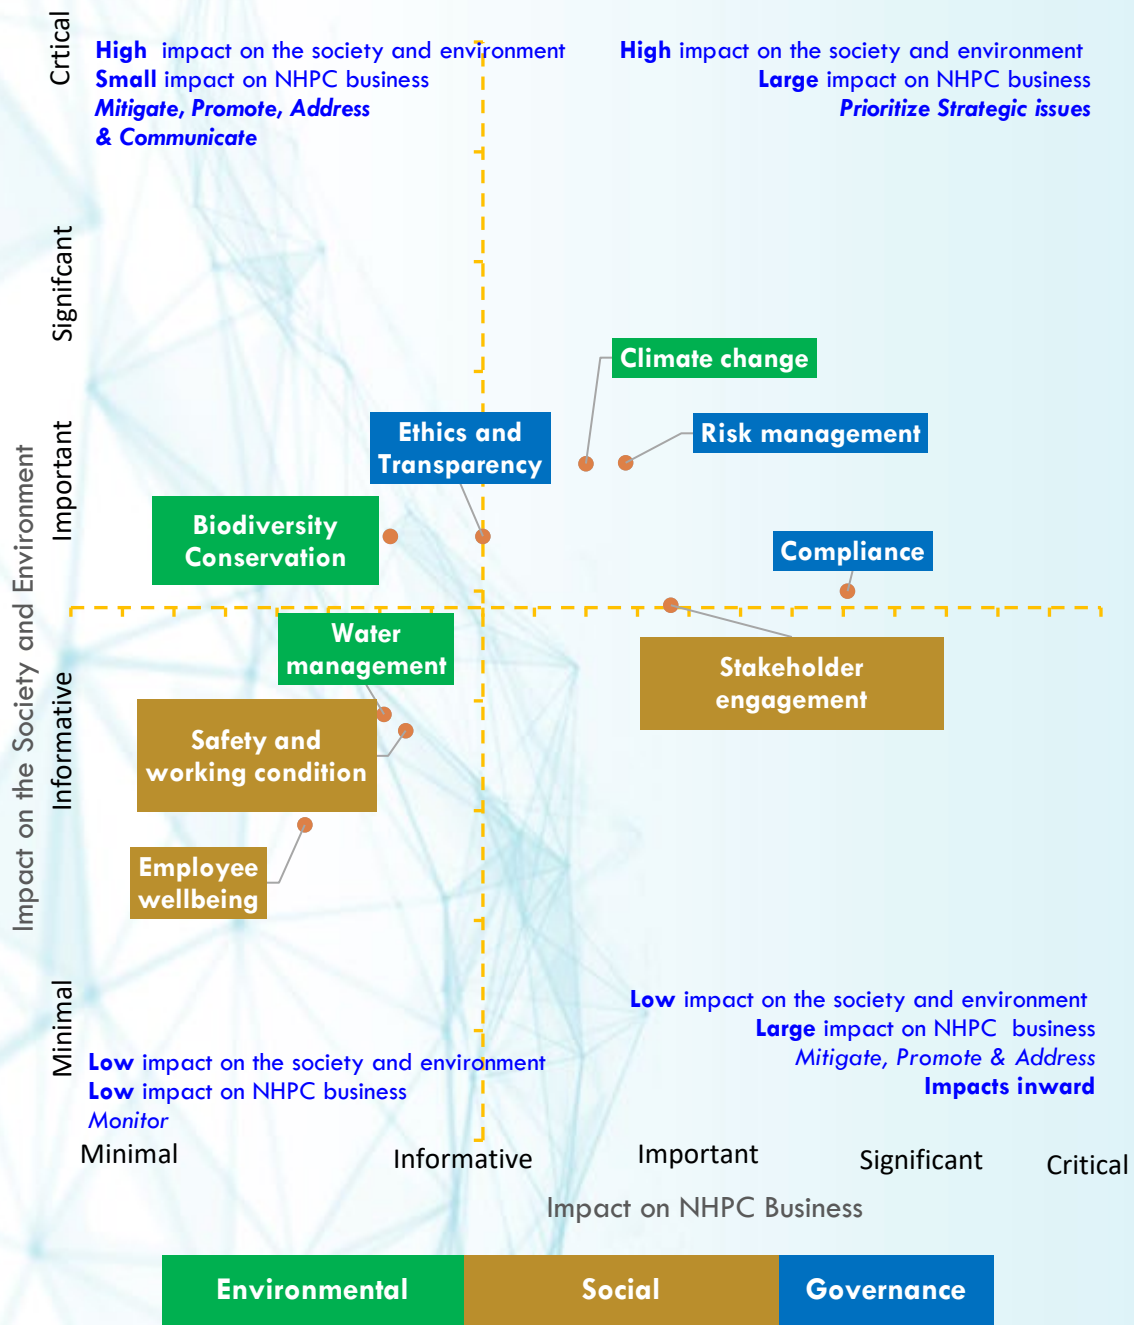 Crtical
High impact on the society and environment
Small impact on NHPC business
Mitigate, Promote, Address
& Communicate
High impact on the society and environment
Large impact on NHPC business
Prioritize Strategic issues
Signifcant
Climate change
Important
Ethics and
Transparency
Risk management
Biodiversity
Conservation
Compliance
Impact on the Society and Environment
Water
management
Stakeholder
engagement
Informative
Safety and
working condition
Employee
wellbeing
Minimal
Low impact on the society and environment
Large impact on NHPC business
Mitigate, Promote & Address
Impacts inward
Low impact on the society and environment
Low impact on NHPC business
Monitor
Minimal
Informative
Important
Significant
Critical
Impact on NHPC Business
Environmental
Social
Governance